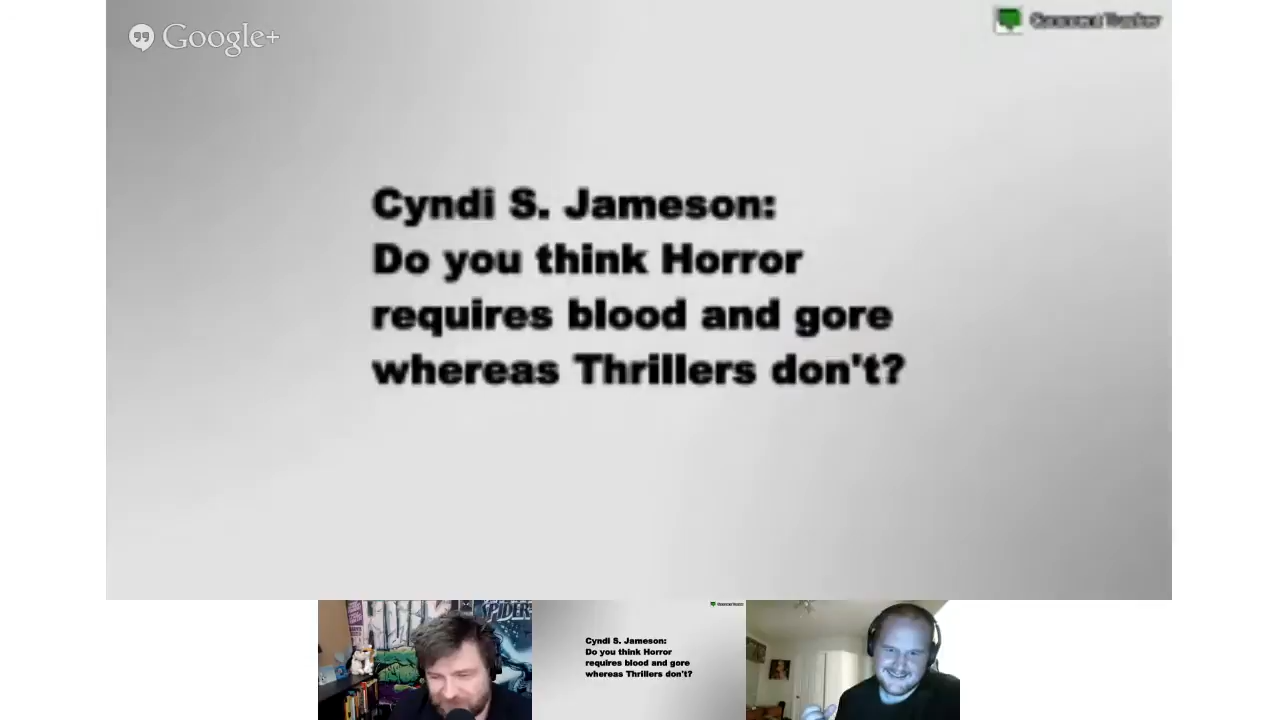 Google+
Cyndi S. Jameson:
Do you think Horror
requires blood and gore
whereas Thrillers don't?
Cyndi S. Jameson:
Do you think Horror
requires blood and gore
whereas Thrillers don't?